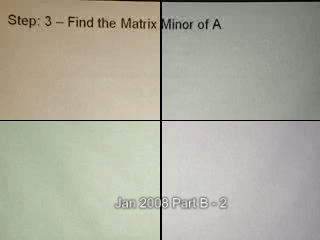 Step: 3 – Find the Matrix Minor of A
Jan 2008 Part B - 2